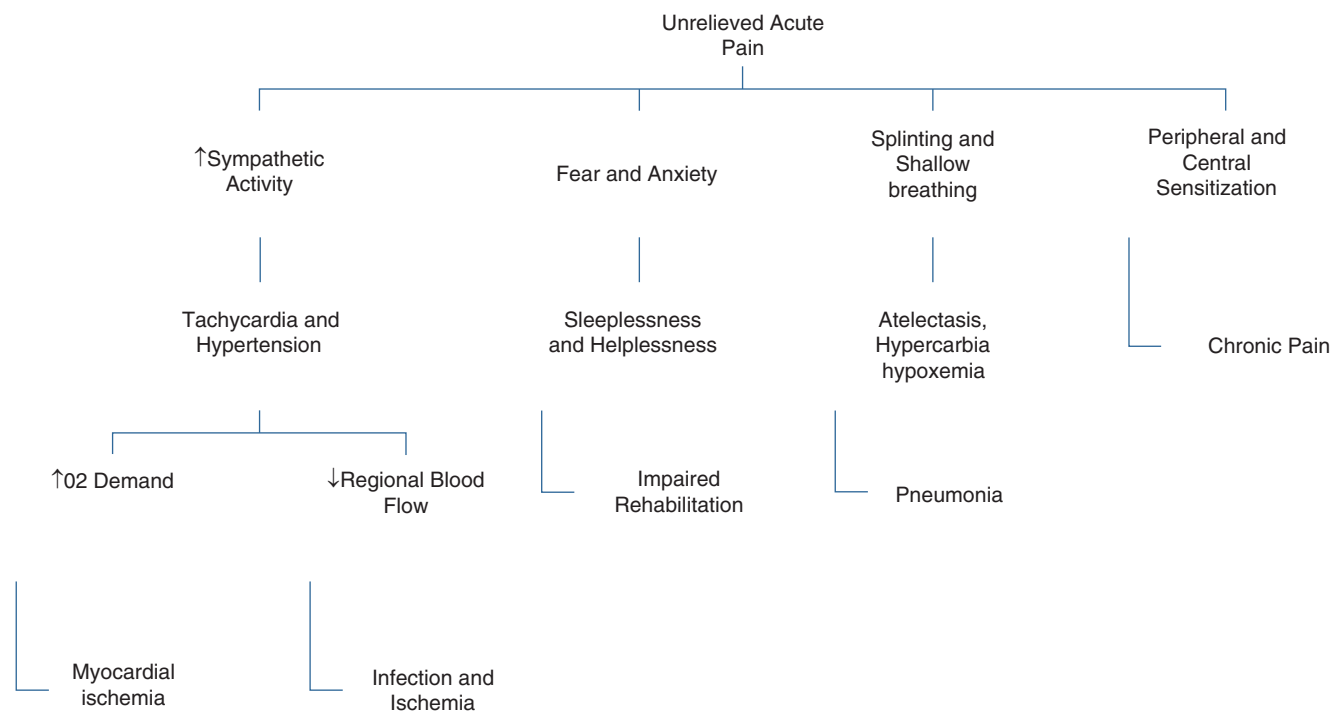 Unrelieved Acute
Pain
↑Sympathetic
Activity
Fear and Anxiety
Splinting and
Shallow
breathing
Peripheral and
Central
Sensitization
Tachycardia and
Hypertension
Sleeplessness
and Helplessness
Atelectasis,
Hypercarbia
hypoxemia
Chronic Pain
↑02 Demand
↓Regional Blood
Flow
Impaired
Rehabilitation
Pneumonia
Myocardial
ischemia
Infection and
Ischemia